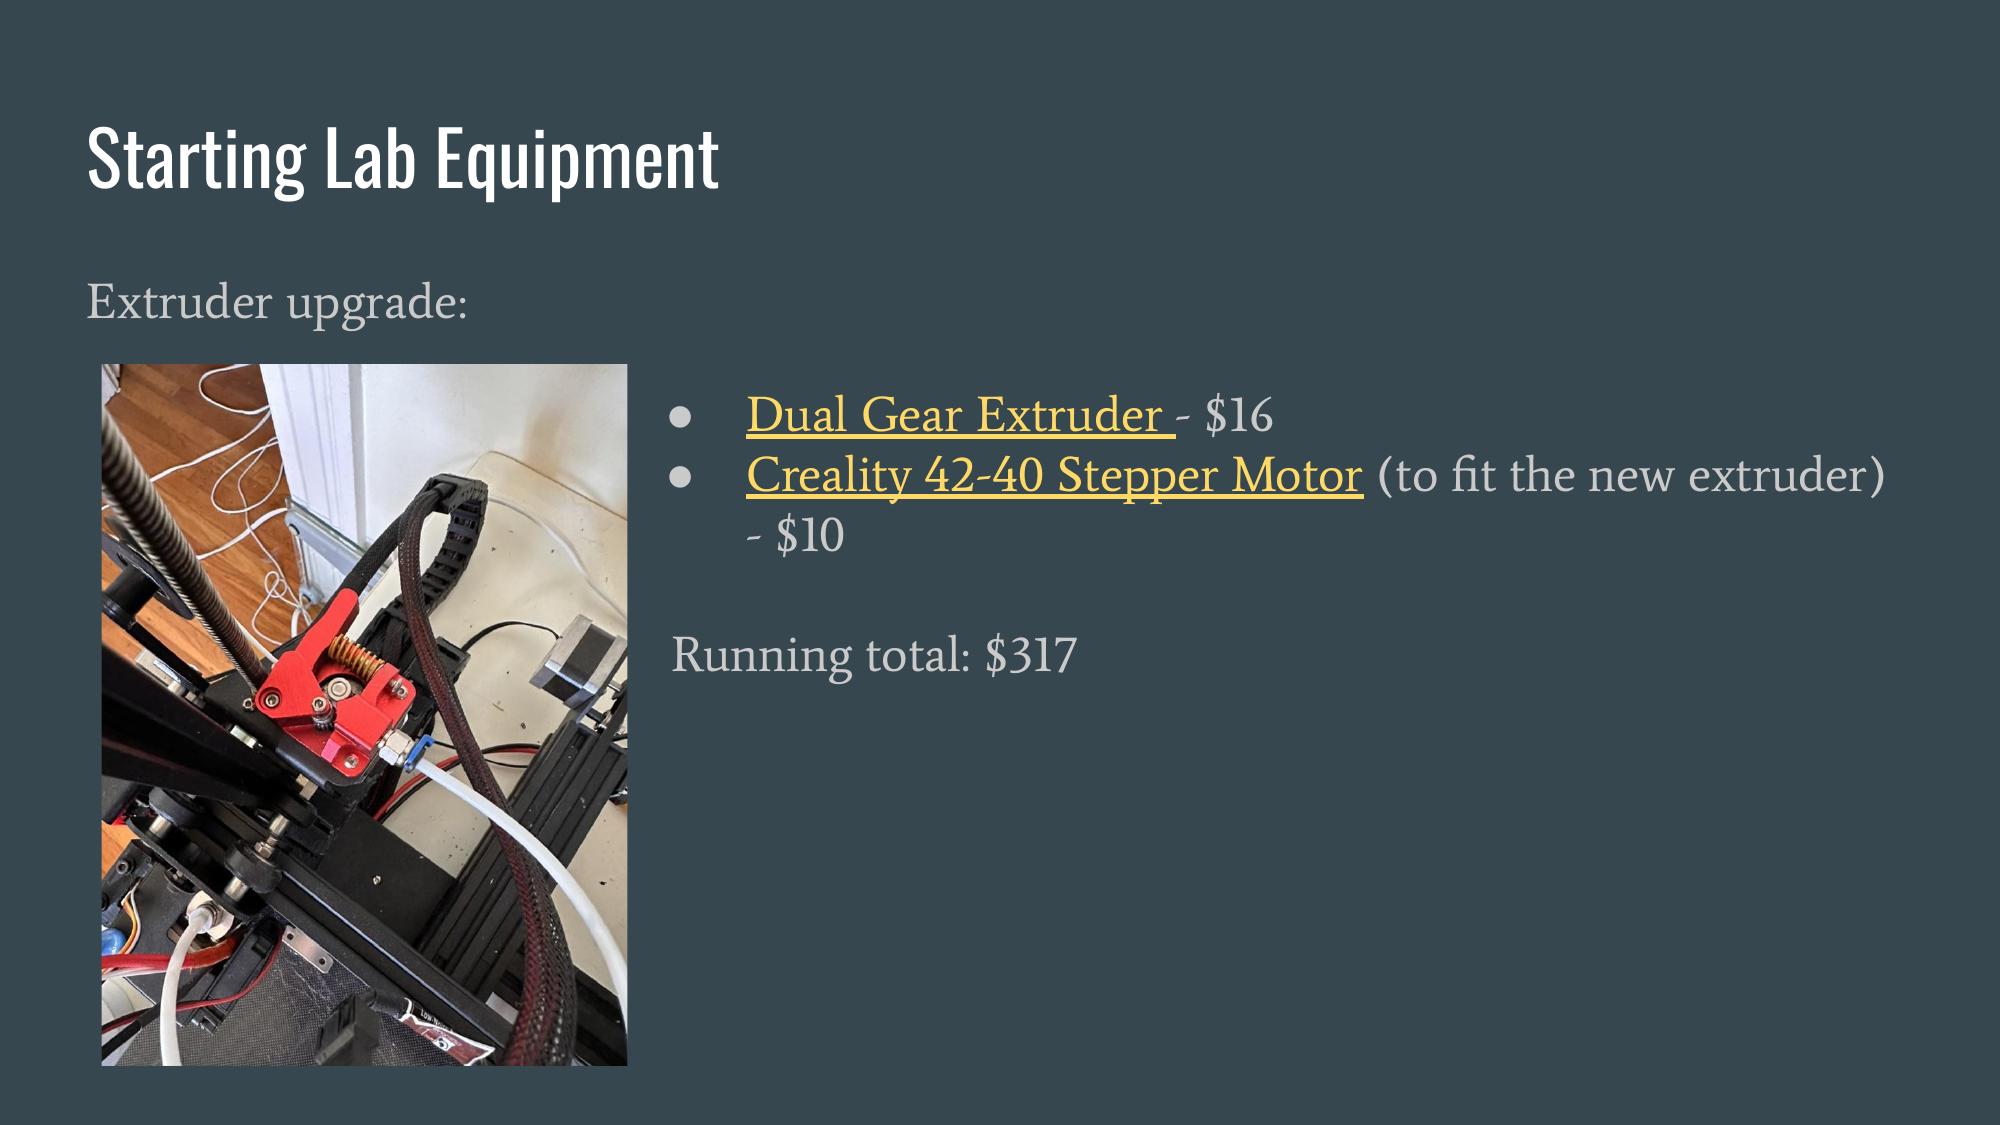 Starting Lab Equipment
Extruder upgrade:
● Dual Gear Extruder - $16
● Creality 42-40 Stepper Motor (to fit the new extruder)
- $10
Running total: $317